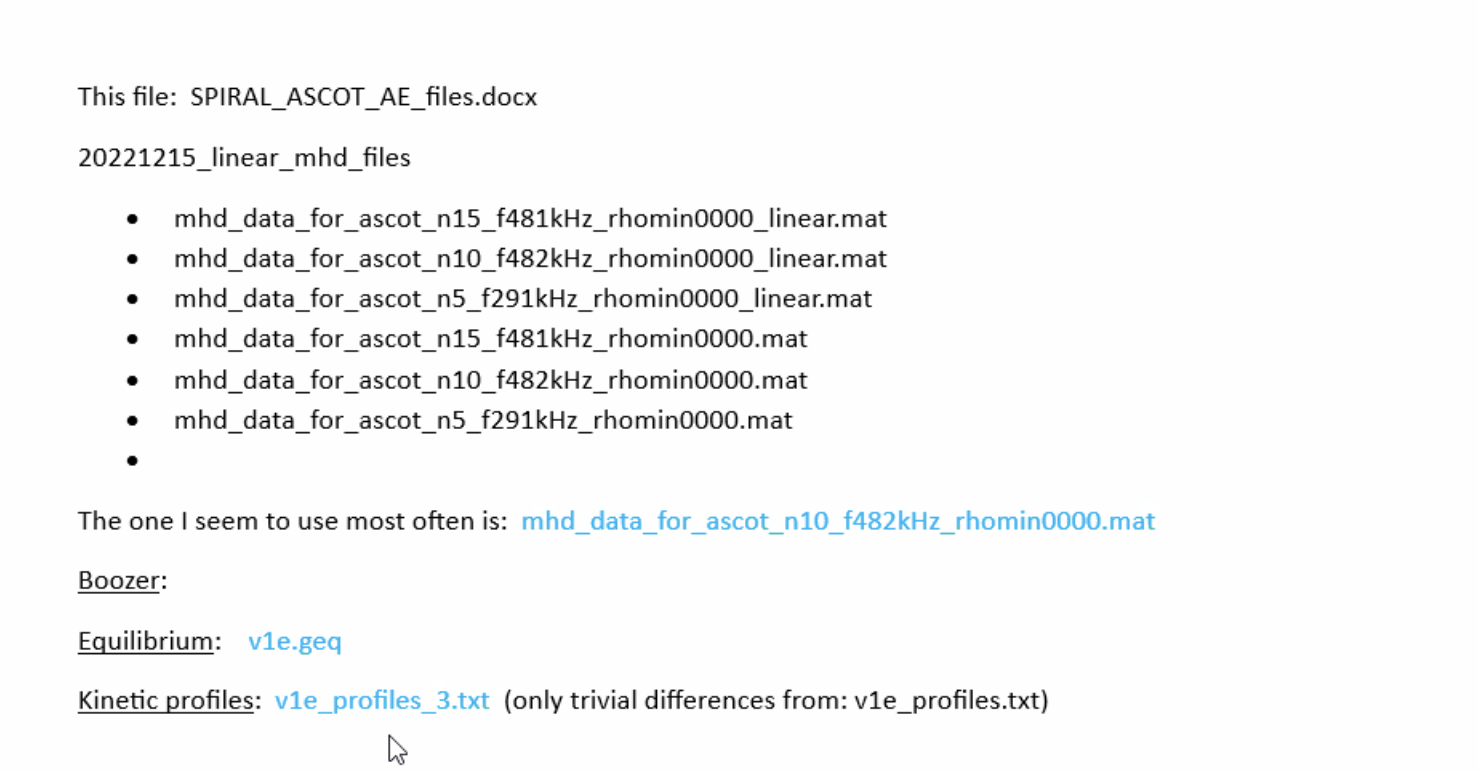 This file: SPIRAL_ASCOT_AE_files.docx
20221215_linear_mhd_files
• mhd_data_for_ascot_n15_f481kHz_rhomin0000_linear.mat
• mhd_data_for_ascot_n10_f482kHz_rhomin0000_linear.mat
• mhd_data_for_ascot_n5_f291kHz_rhomin0000_linear.mat
• mhd_data_for_ascot_n15_f481kHz_rhomin0000.mat
• mhd_data_for_ascot_n10_f482kHz_rhomin0000.mat
• mhd_data_for_ascot_n5_f291kHz_rhomin0000.mat
•
The one I seem to use most often is: mhd_data_for_ascot_n10_f482kHz_rhomin0000.mat
Boozer:
Equilibrium: v1e.geq
Kinetic profiles: v1e_profiles_3.txt (only trivial differences from: v1e_profiles.txt)